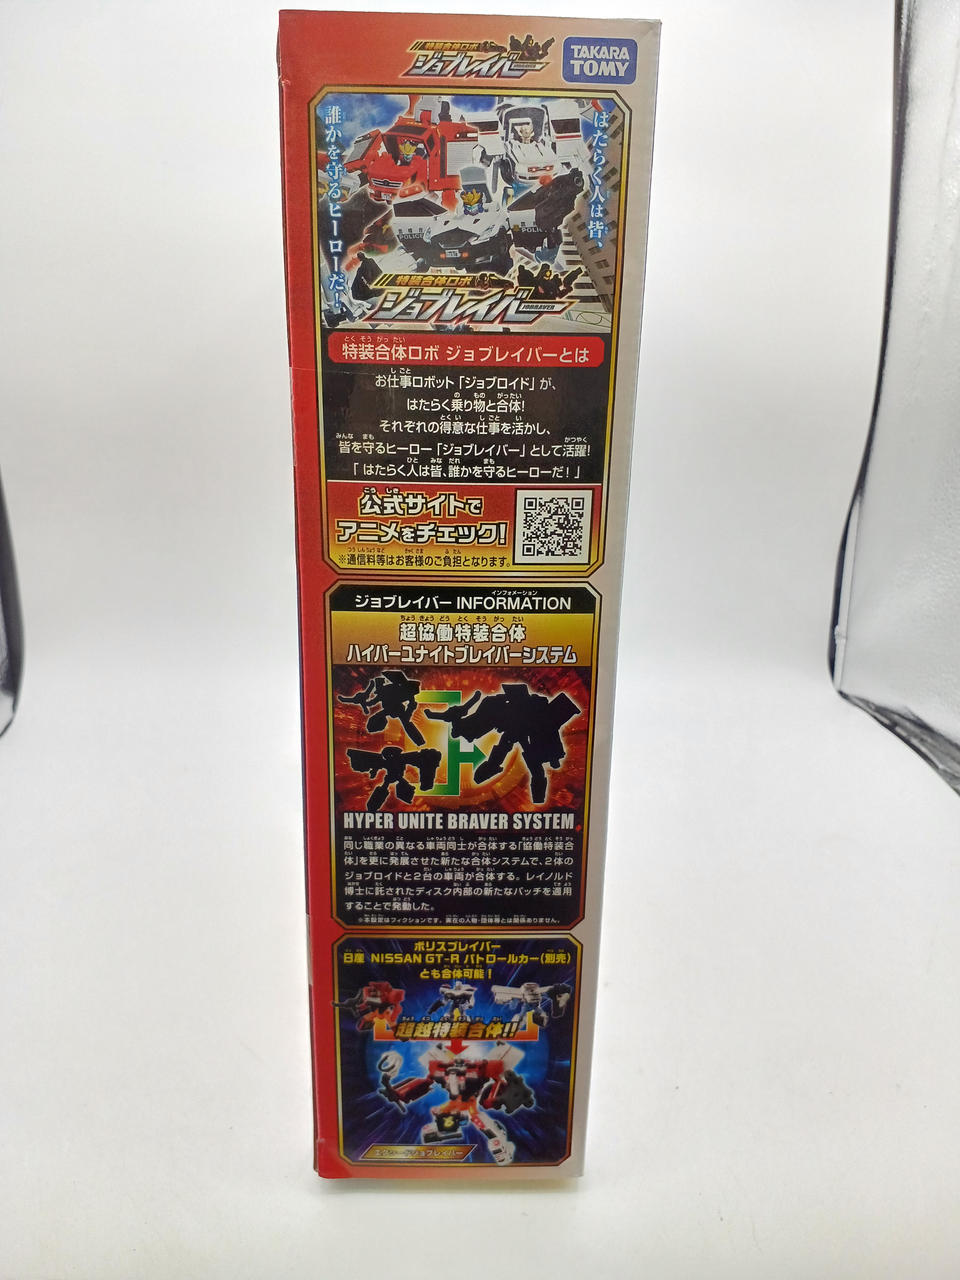 特装合体ロボ
ジョブレイバー
JOBRAVER
TAKARA
TOMY
はたらく人は皆、
誰かを守るヒーローだ！
POLICE
特装合体ロボ
ジョブレイバー
JOBRAVER
特装合体ロボ ジョブレイバーとは
お仕事ロボット「ジョブロイド」が、
はたらく乗り物と合体!
それぞれの得意な仕事を活かし、
皆を守るヒーロー「ジョブレイバー」として活躍!
「はたらく人は皆、誰かを守るヒーローだ！」
公式サイトで
アニメをチェック!
※通信料等はお客様のご負担となります。
ジョブレイバー INFORMATION
超協働特装合体
ハイパーユナイトブレイバーシステム
HYPER UNITE BRAVER SYSTEM
同じ職業の異なる車両同士が合体する「協働特装合
体」を更に発展させた新たな合体システムで、2体の
ジョブロイドと2台の車両が合体する。レイノルド
博士に託されたディスク内部の新たなパッチを適用
することで発動した。
※本設定はフィクションです。実在の人物・団体等とは関係ありません。
ポリスブレイバー
日産 NISSAN GT-R パトロールカー(別売)
とも合体可能！
超越特装合体!!
エクシードジョブレイバー